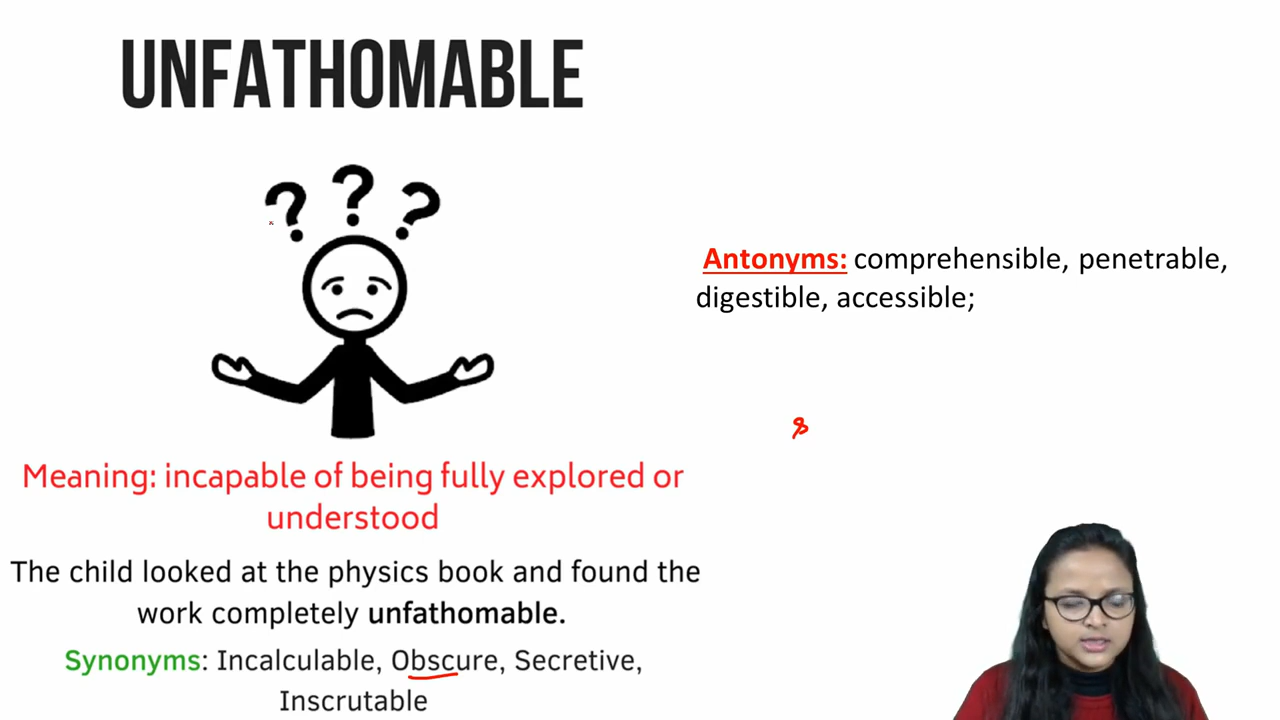 UNFATHOMABLE
? ? ?
Antonyms: comprehensible, penetrable,
digestible, accessible;
Meaning: incapable of being fully explored or
understood
The child looked at the physics book and found the
work completely unfathomable.
Synonyms: Incalculable, Obscure, Secretive,
Inscrutable